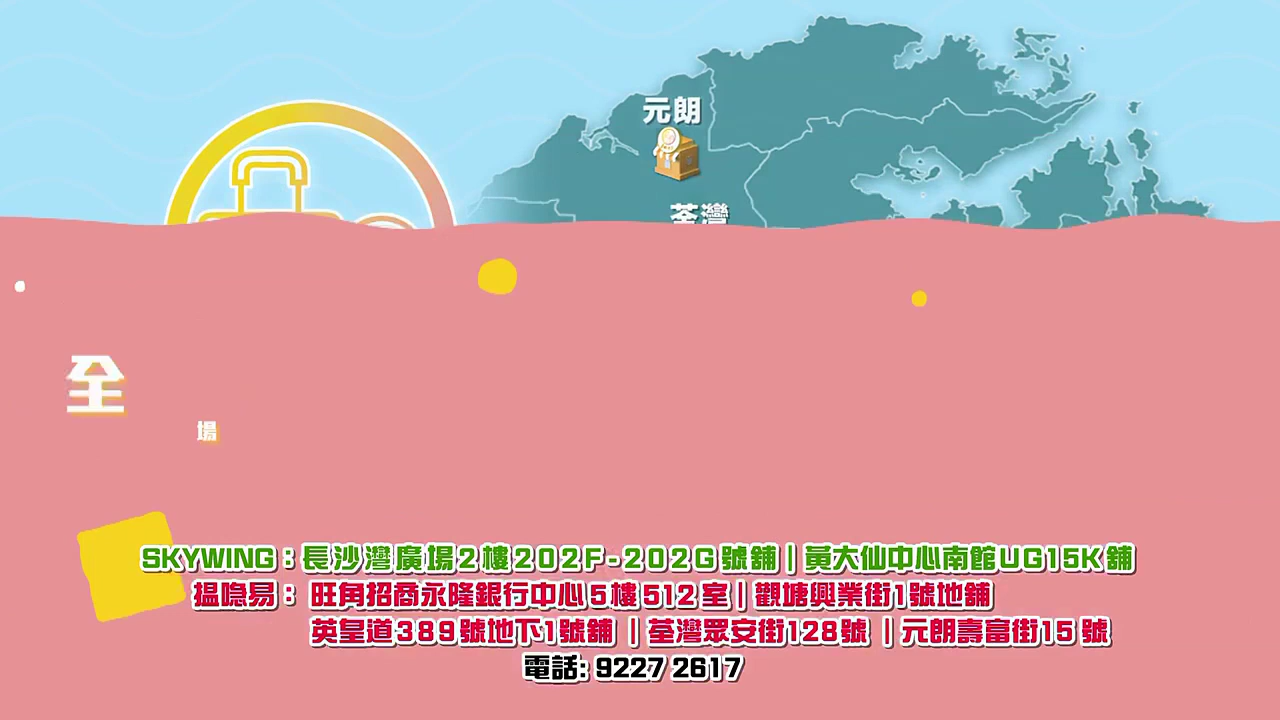 元朗
荃灣
全
場
SKYWING：長沙灣廣場2樓202F-202G號舖 | 黃大仙中心南館UG15K舖
搵隐易： 旺角招商永隆銀行中心5樓512室 | 觀塘興業街1號地舖
英皇道389號地下1號舖 | 荃灣眾安街128號 | 元朗壽富街15號
電話: 9227 2617